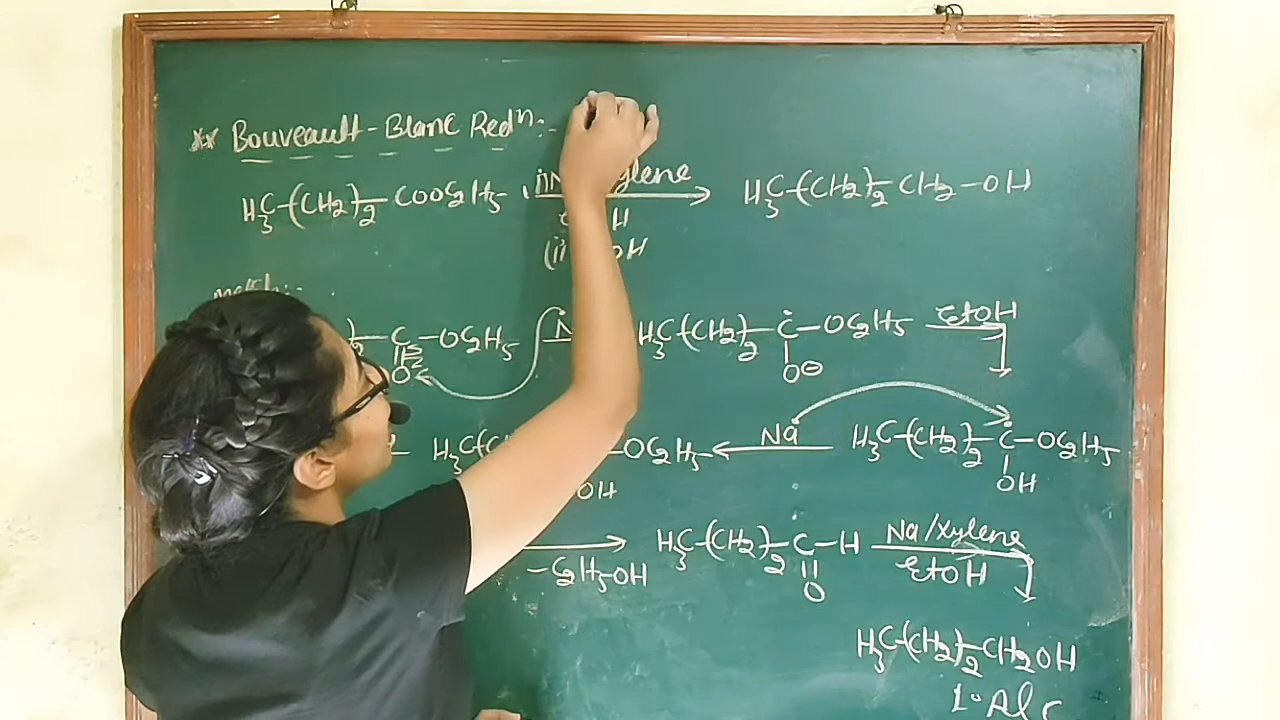 ** Bouveault-Blanc Redⁿ:-
H₃C-(CH₂)₂-COOC₂H₅ → H₃C-(CH₂)₂-CH₂-OH
C-OC₂H₅ H₃C(CH₂)₂-Ċ-OC₂H₅ EtOH
O O⊖
OC₂H₅ ← Na H₃C-(CH₂)₂-Ċ-OC₂H₅
OH OH
→ H₃C-(CH₂)₂-C-H Na/xylene
-C₂H₅OH O EtOH
H₃C-(CH₂)₂-CH₂OH
1° Alc